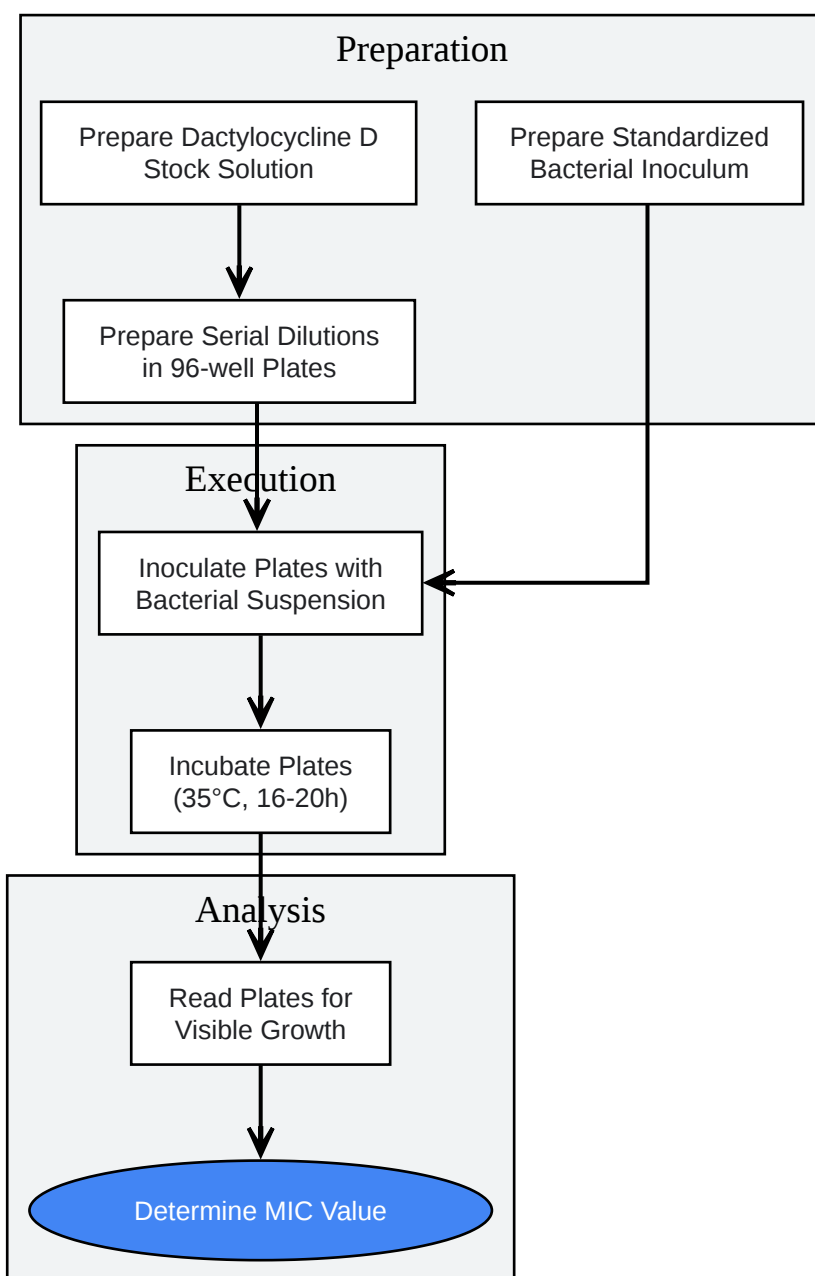 Preparation
Prepare Dactylocycline D
Stock Solution
Prepare Standardized
Bacterial Inoculum
Prepare Serial Dilutions
in 96-well Plates
Execution
Inoculate Plates with
Bacterial Suspension
Incubate Plates
(35°C, 16-20h)
Analysis
Read Plates for
Visible Growth
Determine MIC Value